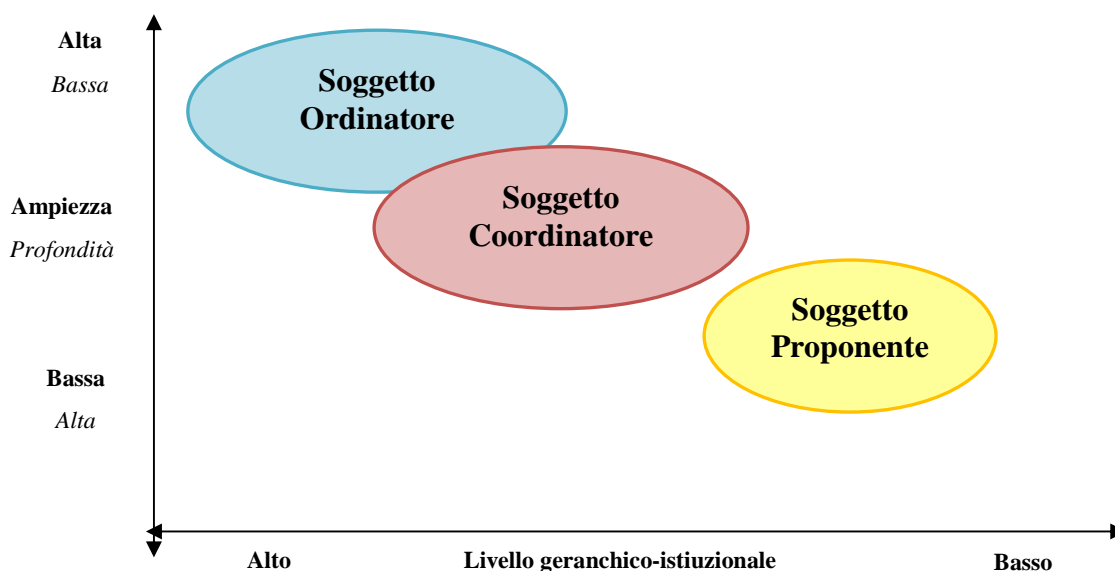 Alta
Bassa
Soggetto
Ordinatore
Ampiezza
Profondità
Soggetto
Coordinatore
Soggetto
Proponente
Bassa
Alta
Alto
Livello geranchico-istiuzionale
Basso